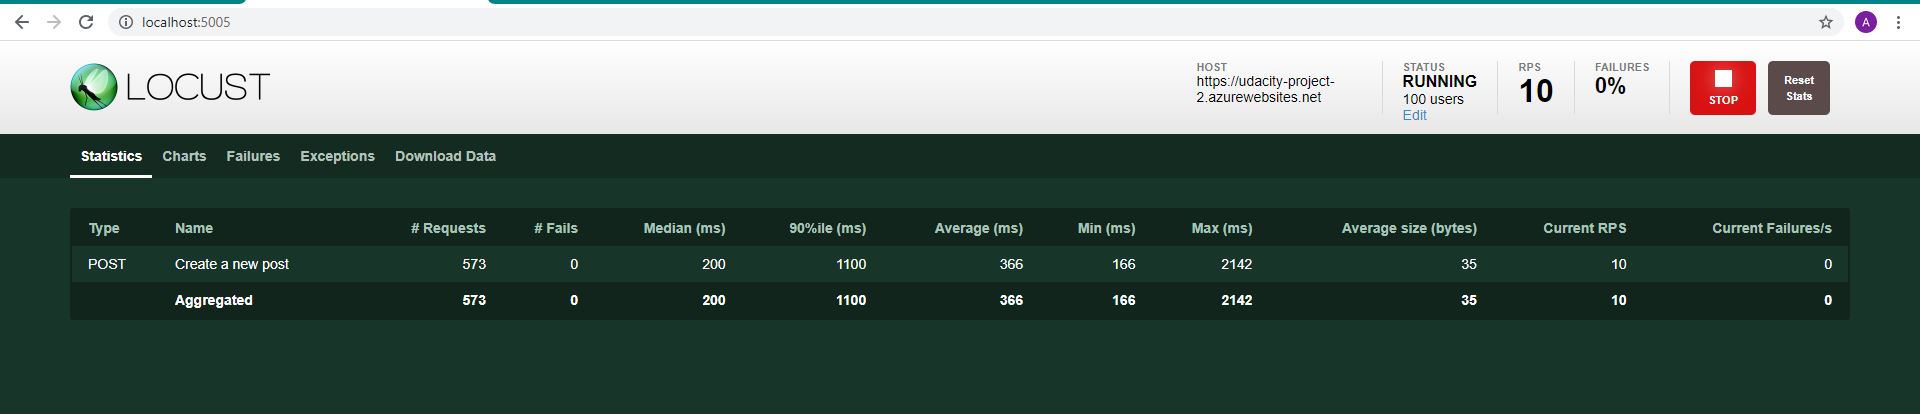 localhost:5005
A
LOCUST
HOST
https://udacity-project-
2.azurewebsites.net
STATUS
RUNNING
100 users
Edit
RPS
10
FAILURES
0%
STOP
Reset
Stats
Statistics Charts Failures Exceptions Download Data
Type Name # Requests # Fails Median (ms) 90%ile (ms) Average (ms) Min (ms) Max (ms) Average size (bytes) Current RPS Current Failures/s
POST Create a new post 573 0 200 1100 366 166 2142 35 10 0
Aggregated 573 0 200 1100 366 166 2142 35 10 0